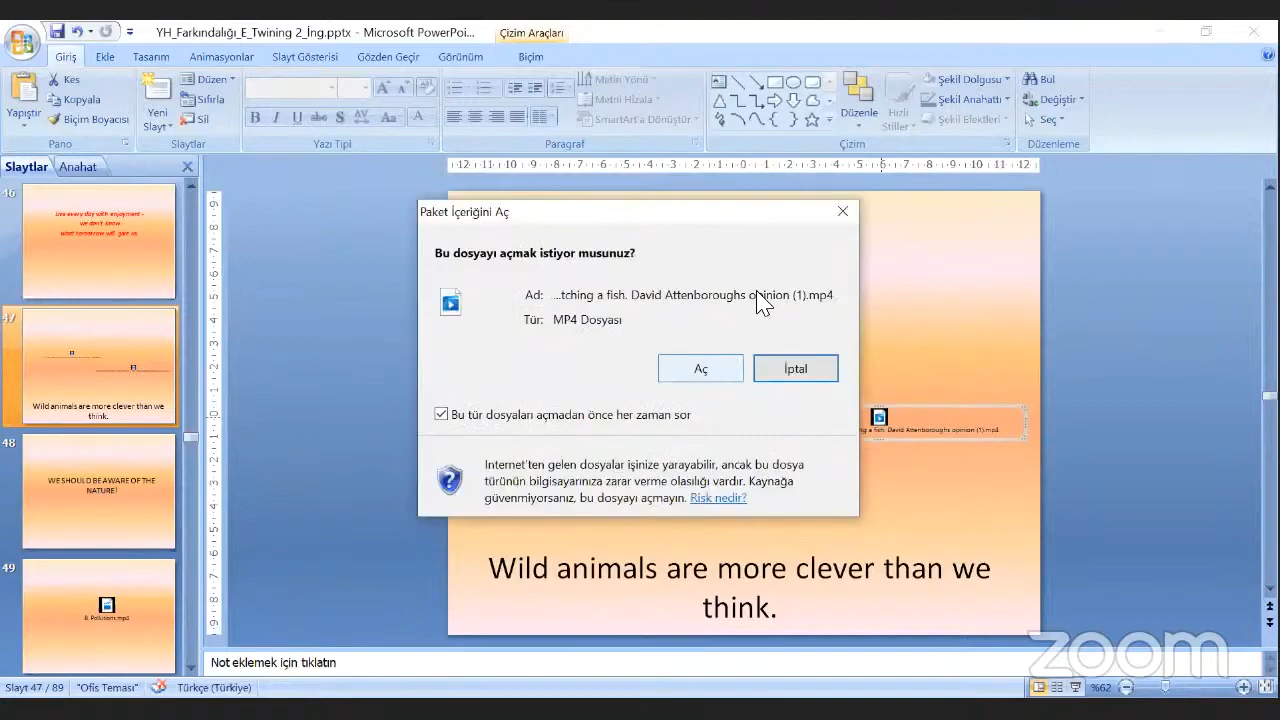 YH_Farkındalığı_E_Twining 2_İng.pptx - Microsoft PowerPoi...
Çizim Araçları
Giriş Ekle Tasarım Animasyonlar Slayt Gösterisi Gözden Geçir Görünüm Biçim
Yapıştır
Kes
Kopyala
Biçim Boyacısı
Pano
Yeni
Slayt
Düzen
Sıfırla
Sil
Slaytlar
Yazı Tipi
Metin Yönü
Metni Hizala
SmartArt'a Dönüştür
Paragraf
Düzenle
Hızlı
Stiller
Şekil Dolgusu
Şekil Anahattı
Şekil Efektleri
Çizim
Bul
Değiştir
Seç
Düzenleme
Slaytlar Anahat
46
Live every day with enjoyment -
we don't know
what tomorrow will gave us.
47
Wild animals are more clever than we
think.
48
WE SHOULD BE AWARE OF THE
NATURE!
49
8. Pollutions.mp4
Paket İçeriğini Aç
Bu dosyayı açmak istiyor musunuz?
Ad: ...tching a fish. David Attenboroughs opinion (1).mp4
Tür: MP4 Dosyası
Aç İptal
Bu tür dosyaları açmadan önce her zaman sor
Internet'ten gelen dosyalar işinize yarayabilir, ancak bu dosya
türünün bilgisayarınıza zarar verme olasılığı vardır. Kaynağa
güvenmiyorsanız, bu dosyayı açmayın. Risk nedir?
ng a fish. David Attenboroughs opinion (1).mp4
Wild animals are more clever than we
think.
Not eklemek için tıklatın
zoom
Slayt 47 / 89 "Ofis Teması" Türkçe (Türkiye) %62